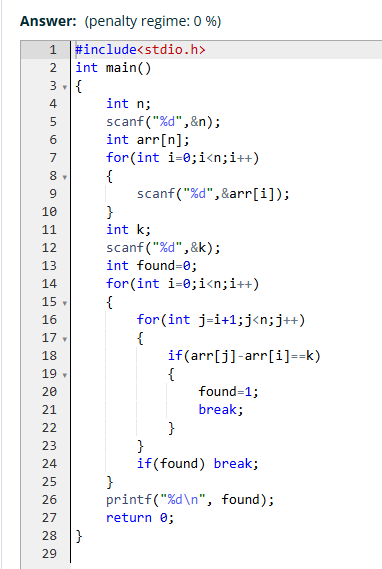 Answer: (penalty regime: 0 %)
1 #include<stdio.h>
2 int main()
3 {
4 int n;
5 scanf("%d",&n);
6 int arr[n];
7 for(int i=0;i<n;i++)
8 {
9 scanf("%d",&arr[i]);
10 }
11 int k;
12 scanf("%d",&k);
13 int found=0;
14 for(int i=0;i<n;i++)
15 {
16 for(int j=i+1;j<n;j++)
17 {
18 if(arr[j]-arr[i]==k)
19 {
20 found=1;
21 break;
22 }
23 }
24 if(found) break;
25 }
26 printf("%d\n", found);
27 return 0;
28 }
29